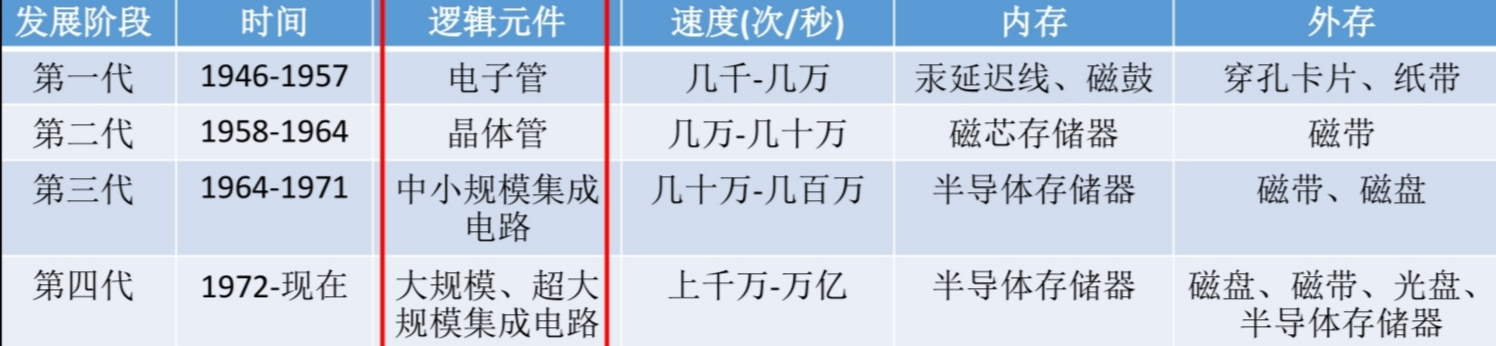 发展阶段 时间 逻辑元件 速度(次/秒) 内存 外存
第一代 1946-1957 电子管 几千-几万 汞延迟线、磁鼓 穿孔卡片、纸带
第二代 1958-1964 晶体管 几万-几十万 磁芯存储器 磁带
第三代 1964-1971 中小规模集成 几十万-几百万 半导体存储器 磁带、磁盘
电路
第四代 1972-现在 大规模、超大 上千万-万亿 半导体存储器 磁盘、磁带、光盘、
规模集成电路 半导体存储器